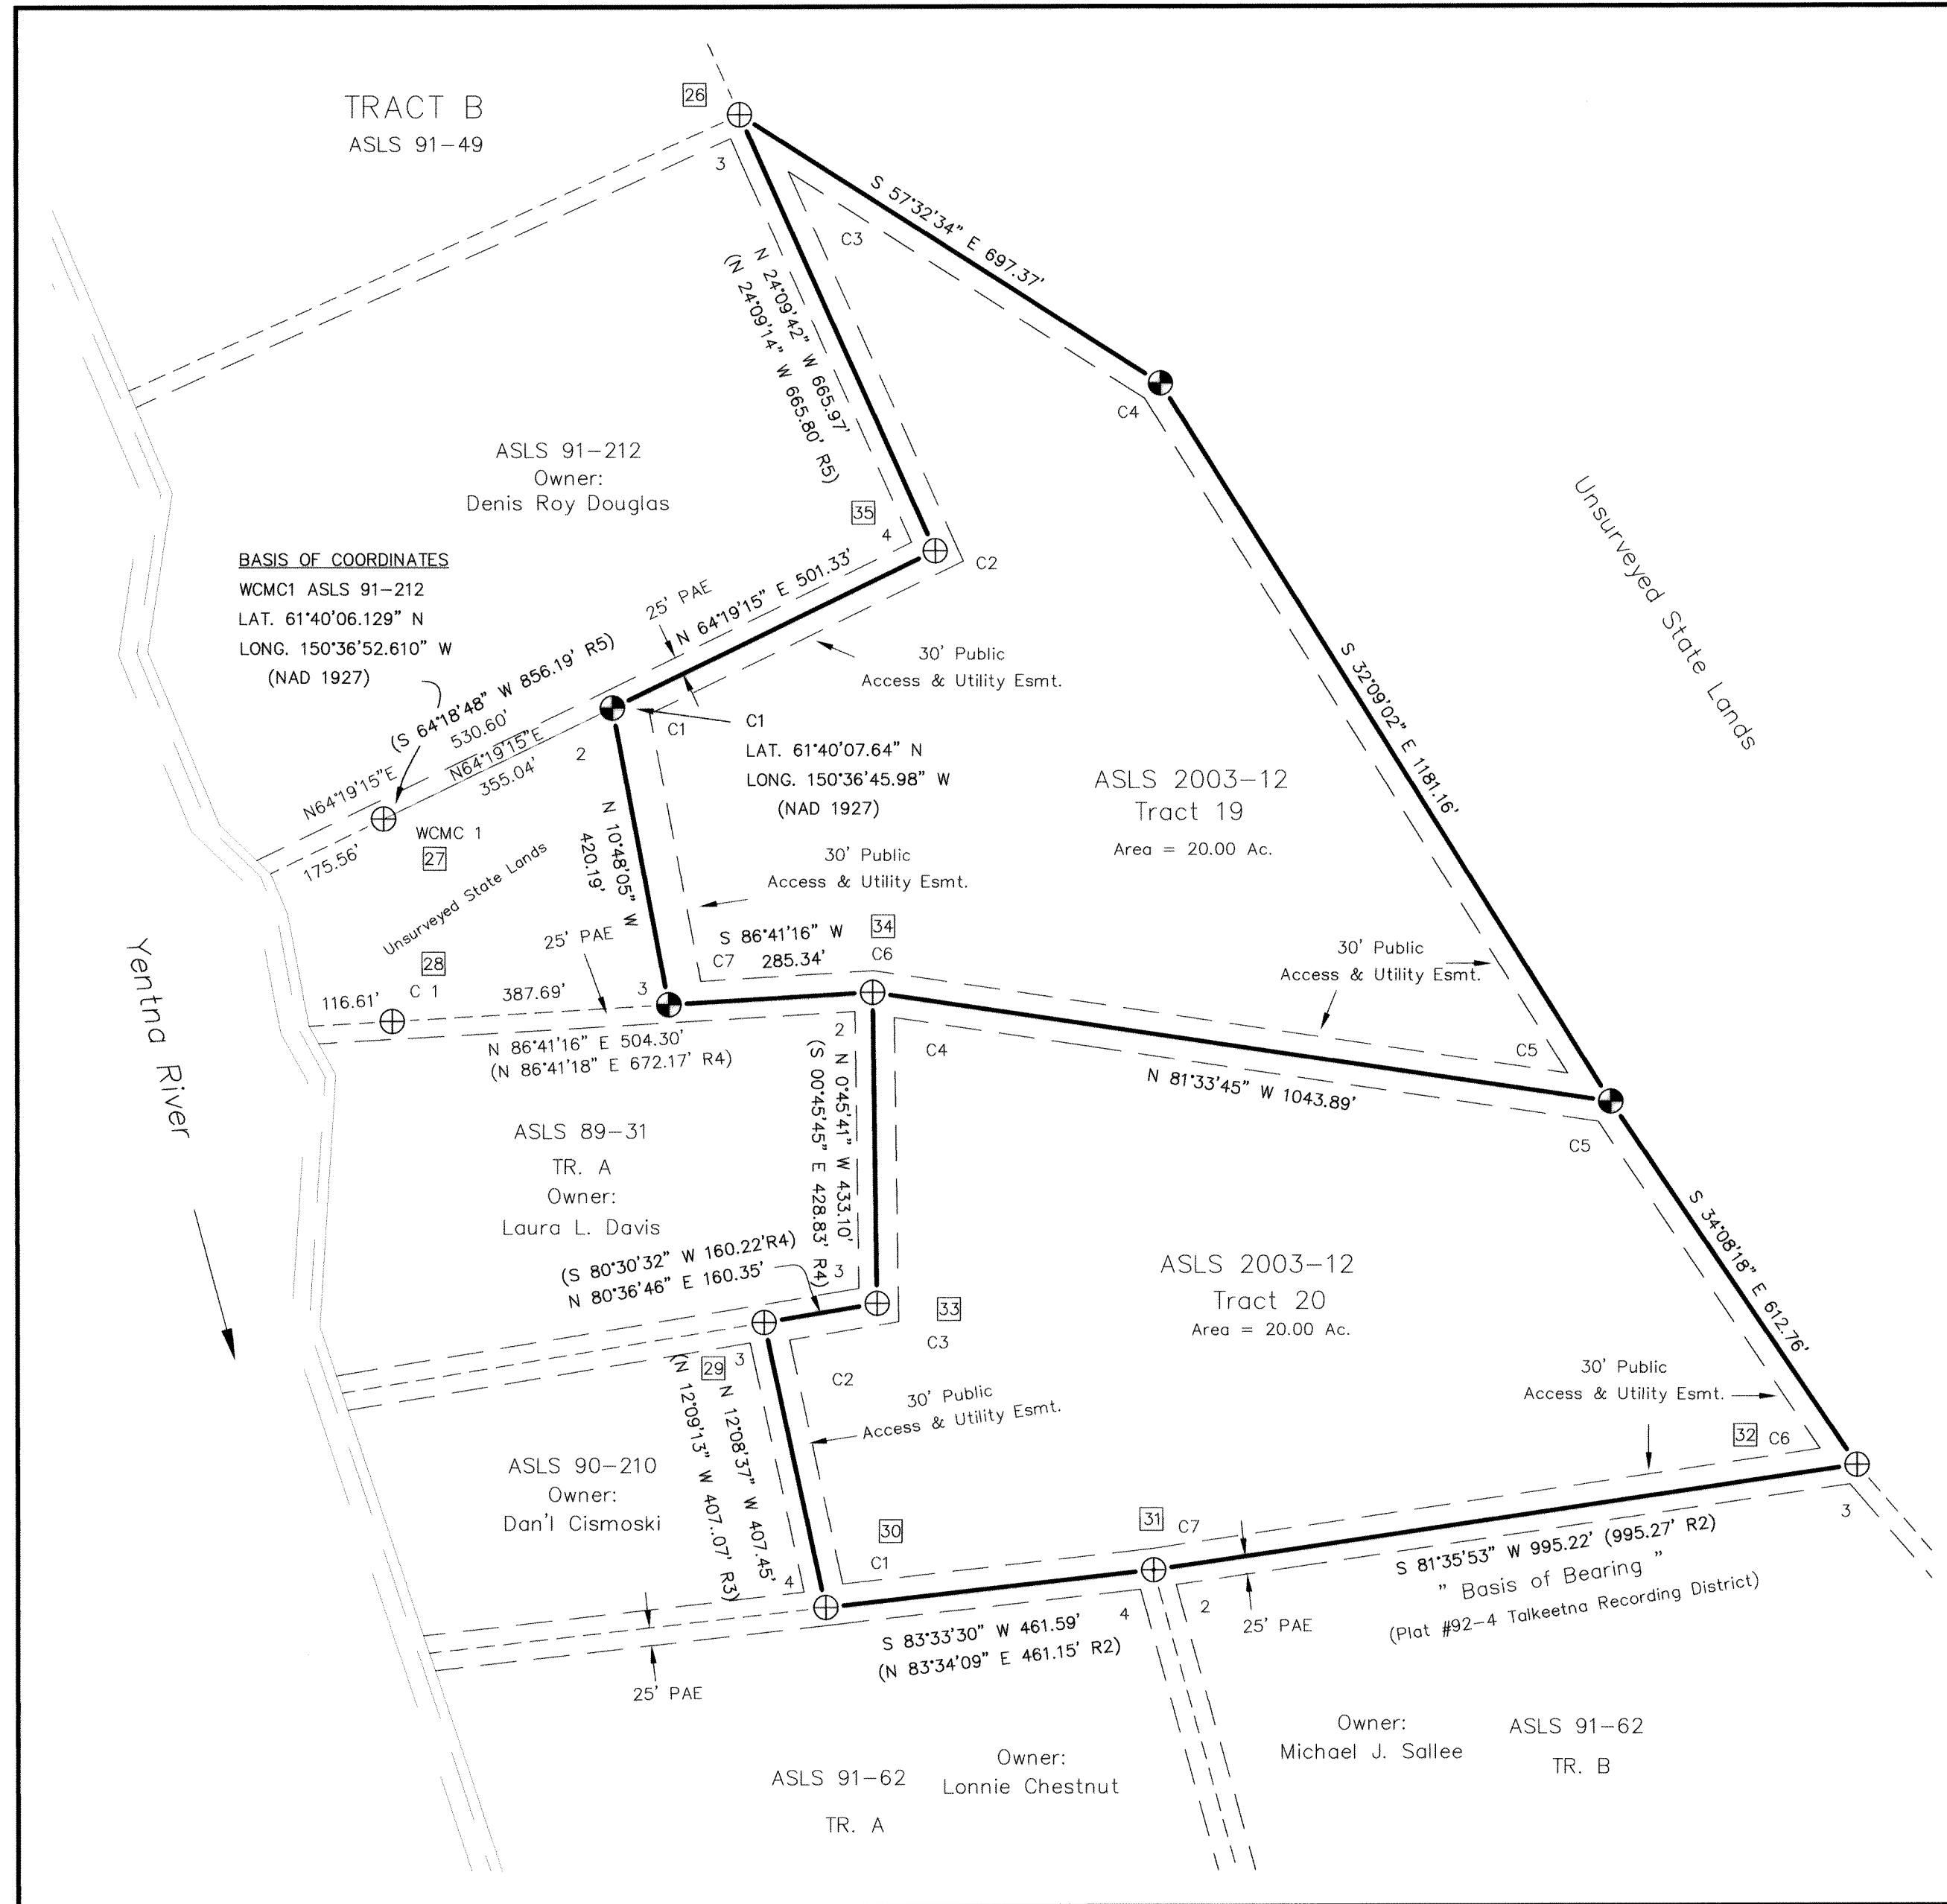 TRACT B
ASLS 91-49
26
3
S 57°32'34" E 697.37'
C3
N 24°09'42" W 665.97'
(N 24°09'14" W 665.80' R5)
C4
ASLS 91-212
Owner:
Denis Roy Douglas
35
4
C2
Unsurveyed State Lands
BASIS OF COORDINATES
WCMC1 ASLS 91-212
LAT. 61°40'06.129" N
LONG. 150°36'52.610" W
(NAD 1927)
25' PAE
N 64°19'15" E 501.33'
30' Public
Access & Utility Esmt.
(S 64°18'48" W 856.19' R5)
530.60'
N64°19'15"E
N64°19'15"E
355.04'
2
C1
C1
LAT. 61°40'07.64" N
LONG. 150°36'45.98" W
(NAD 1927)
S 32°09'02" E 1181.16'
ASLS 2003-12
Tract 19
Area = 20.00 Ac.
WCMC 1
27
175.56'
Unsurveyed State Lands
N 10°48'05" W
420.19'
30' Public
Access & Utility Esmt.
Yentna River
28
C 1
116.61'
387.69'
25' PAE
3
S 86°41'16" W
285.34'
C7
34
C6
30' Public
Access & Utility Esmt.
N 86°41'16" E 504.30'
(N 86°41'18" E 672.17' R4)
2
C4
C5
N 81°33'45" W 1043.89'
C5
N 0°45'41" W 433.10'
(S 00°45'45" E 428.83' R4)
ASLS 89-31
TR. A
Owner:
Laura L. Davis
(S 80°30'32" W 160.22'R4)
N 80°36'46" E 160.35'
3
33
C3
ASLS 2003-12
Tract 20
Area = 20.00 Ac.
S 34°08'18" E 612.76'
3
29
C2
30' Public
Access & Utility Esmt.
30' Public
Access & Utility Esmt.
N 12°08'37" W 407.45'
(N 12°09'13" W 407..07' R3)
ASLS 90-210
Owner:
Dan'l Cismoski
32
C6
3
30
C1
4
31
C7
S 81°35'53" W 995.22' (995.27' R2)
" Basis of Bearing "
(Plat #92-4 Talkeetna Recording District)
4
2
25' PAE
S 83°33'30" W 461.59'
(N 83°34'09" E 461.15' R2)
25' PAE
Owner:
Michael J. Sallee
ASLS 91-62
TR. B
ASLS 91-62
TR. A
Owner:
Lonnie Chestnut